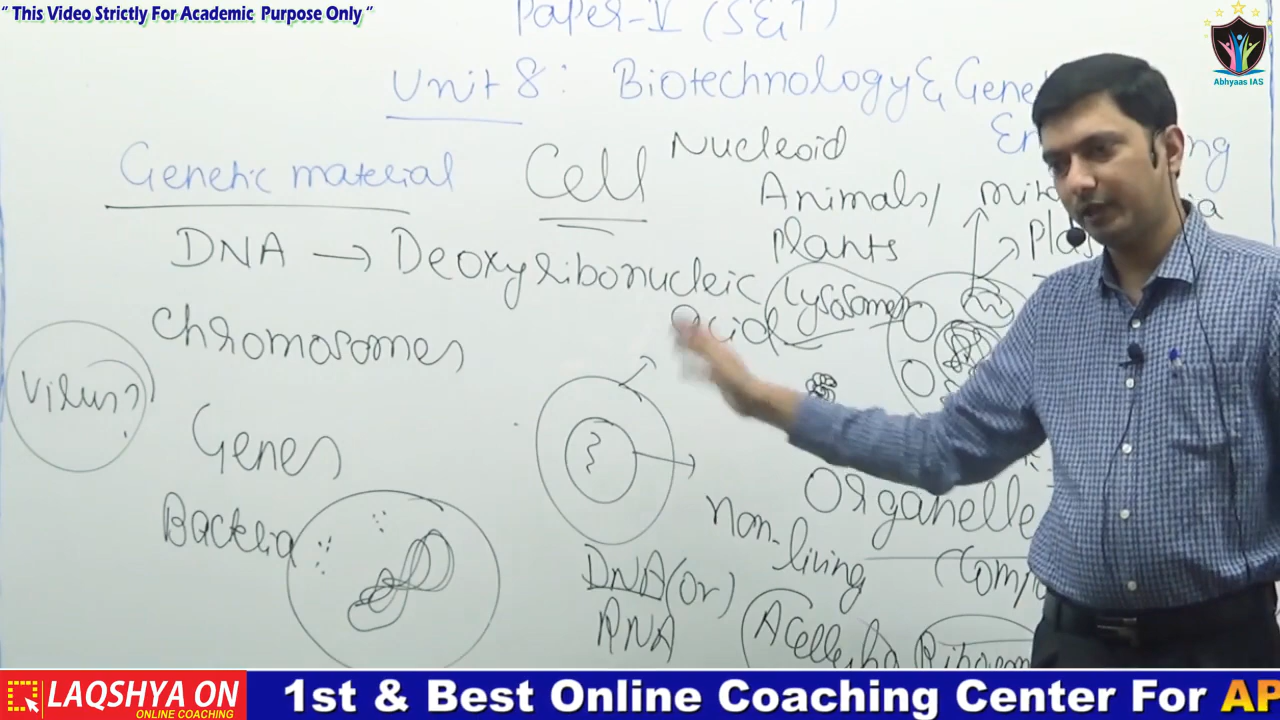 “ This Video Strictly For Academic Purpose Only ”
Paper-V (S&T)
Abhyaas IAS
Unit 8: Biotechnology & Gene
Nucleoid
Genetic material
Cell
Animals/
Plants
DNA → Deoxyribonucleic
acid
Lysosomes
Chromosomes
Virus?
Genes
Organelle
Bacteria
non-living
DNA (or)
RNA
LAQSHYA ON
ONLINE COACHING
1st & Best Online Coaching Center For AP